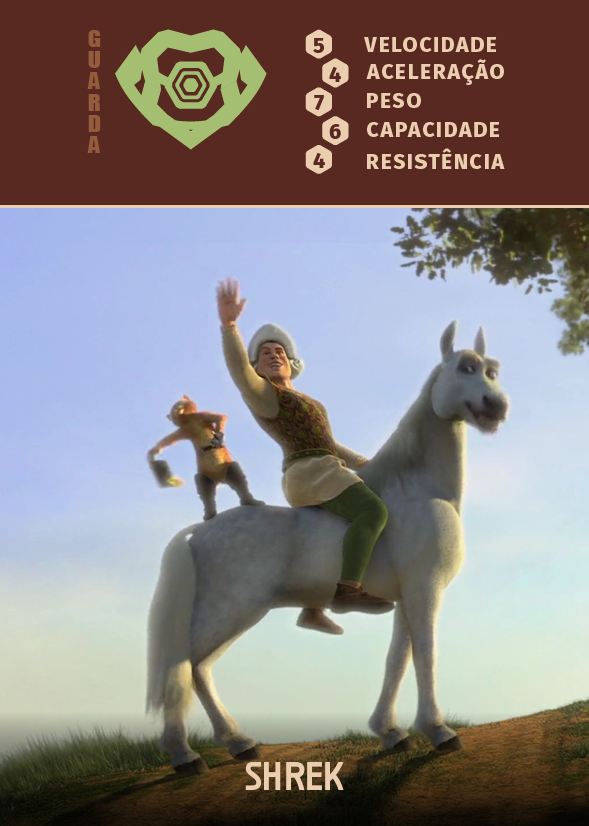 GUARDA
5 VELOCIDADE
4 ACELERAÇÃO
7 PESO
6 CAPACIDADE
4 RESISTÊNCIA
SHREK